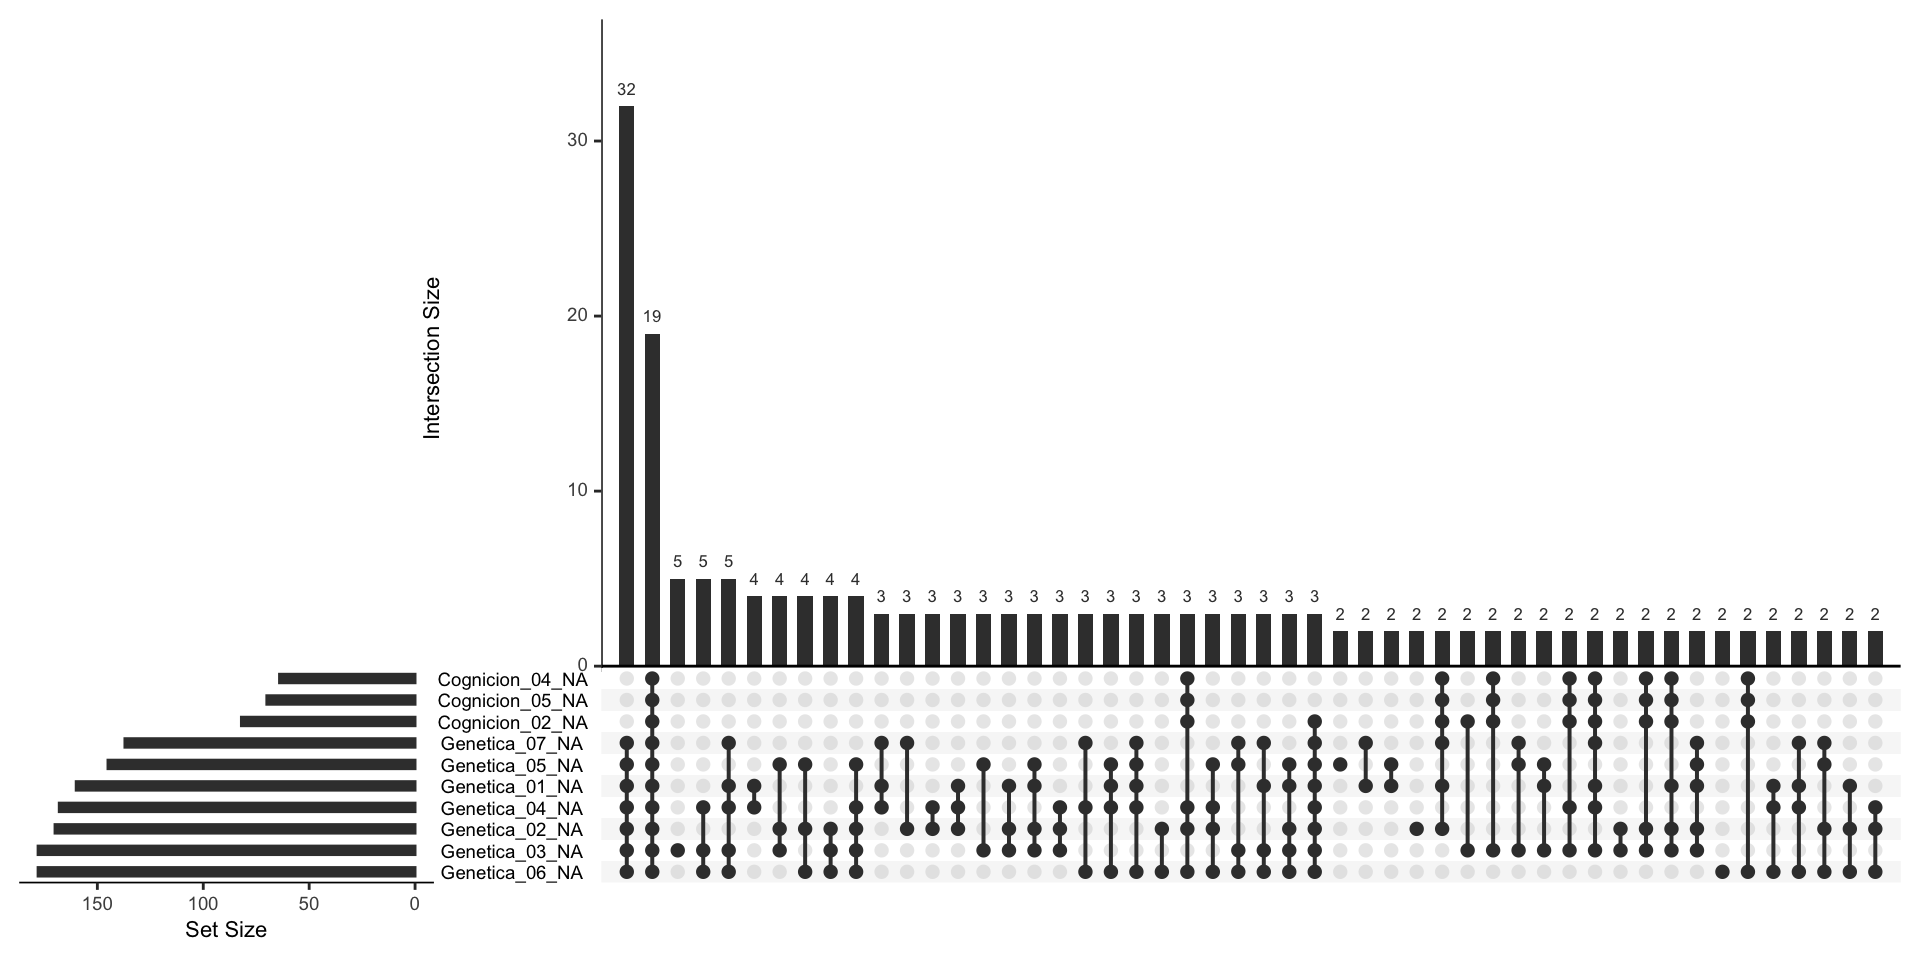 32
30
19
20
Intersection Size
10
5 5 5 4 4 4 4 4 3 3 3 3 3 3 3 3 3 3 3 3 3 3 3 3 3 3 2 2 2 2 2 2 2 2 2 2 2 2 2 2 2 2 2 2 2 2 2 2
0
Cognicion_04_NA
Cognicion_05_NA
Cognicion_02_NA
Genetica_07_NA
Genetica_05_NA
Genetica_01_NA
Genetica_04_NA
Genetica_02_NA
Genetica_03_NA
Genetica_06_NA
150 100 50 0
Set Size